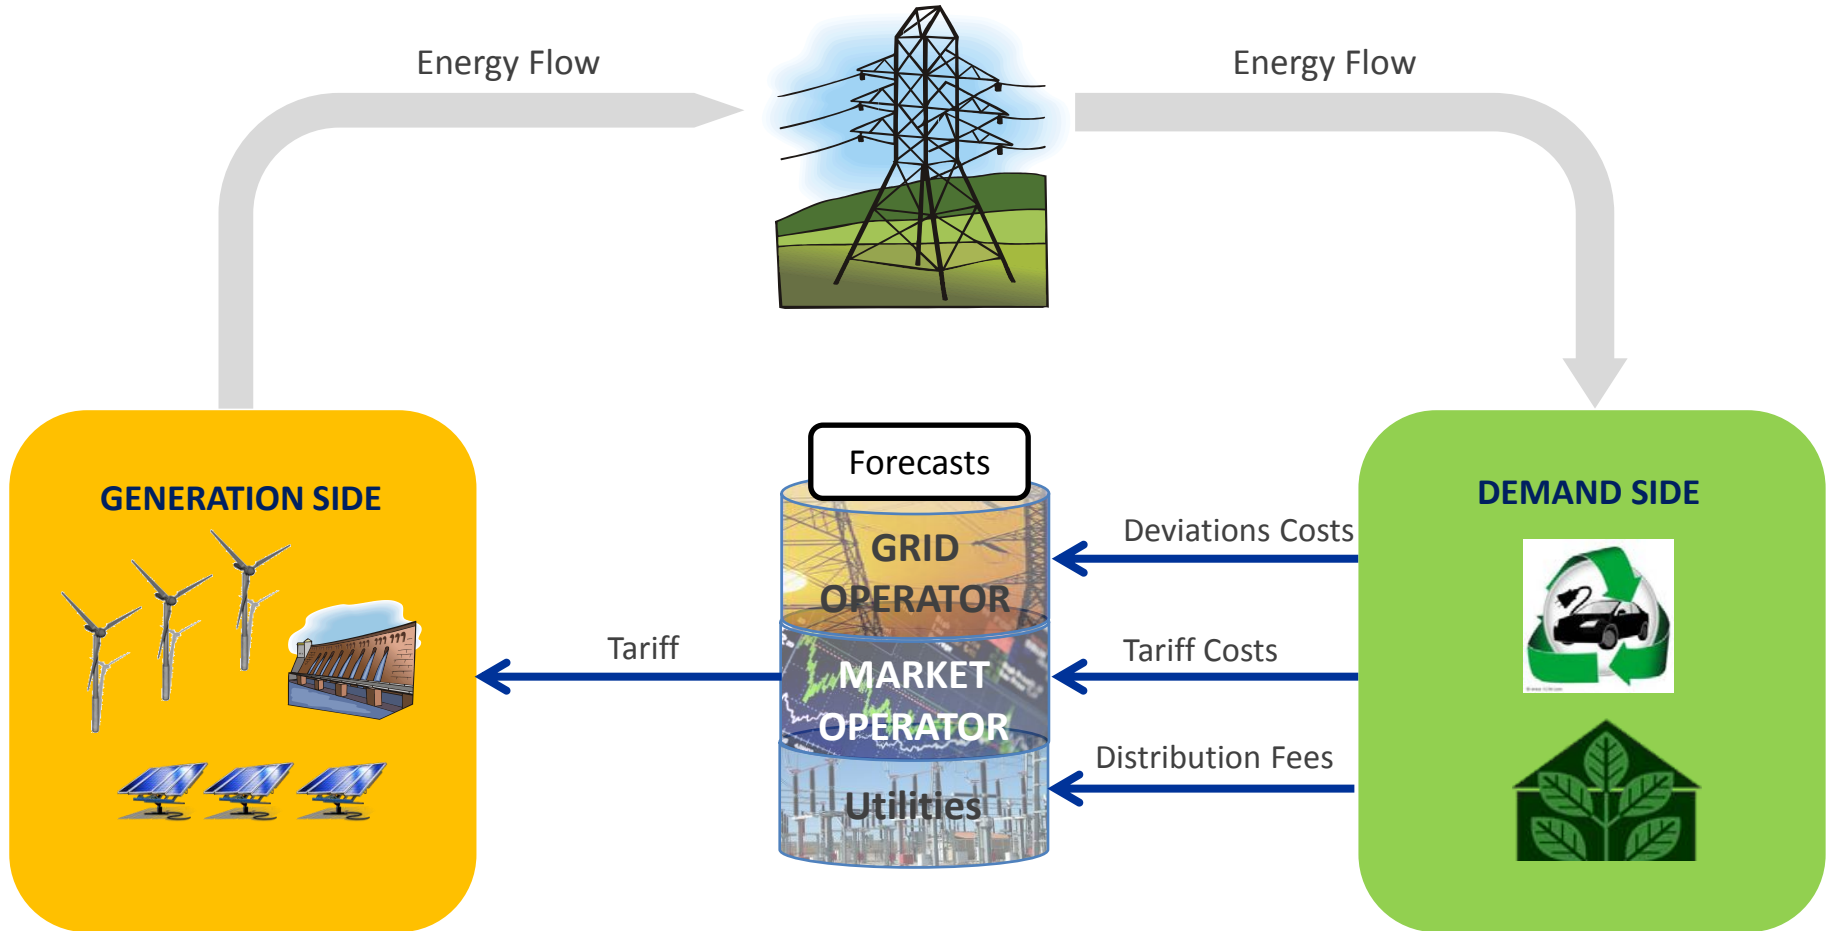 Energy Flow
Energy Flow
Forecasts
GENERATION SIDE
DEMAND SIDE
Deviations Costs
GRID
OPERATOR
Tariff
Tariff Costs
MARKET
OPERATOR
Distribution Fees
Utilities